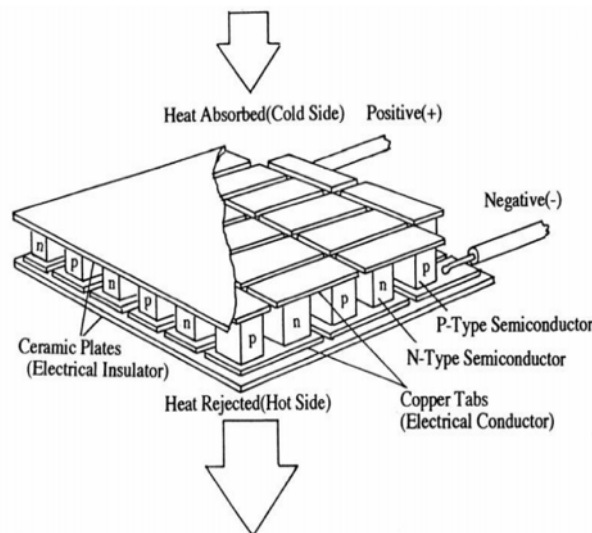 Heat Absorbed(Cold Side)
Positive(+)
Negative(-)
n
p
n
p
n
p
n
p
n
p
P-Type Semiconductor
N-Type Semiconductor
Ceramic Plates
(Electrical Insulator)
Copper Tabs
(Electrical Conductor)
Heat Rejected(Hot Side)